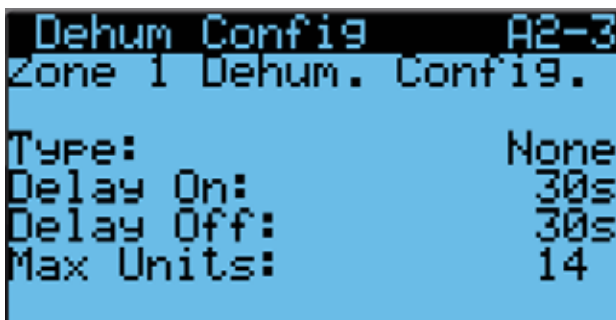 Dehum Config A2-3
Zone 1 Dehum. Config.
Type: None
Delay On: 30s
Delay Off: 30s
Max Units: 14